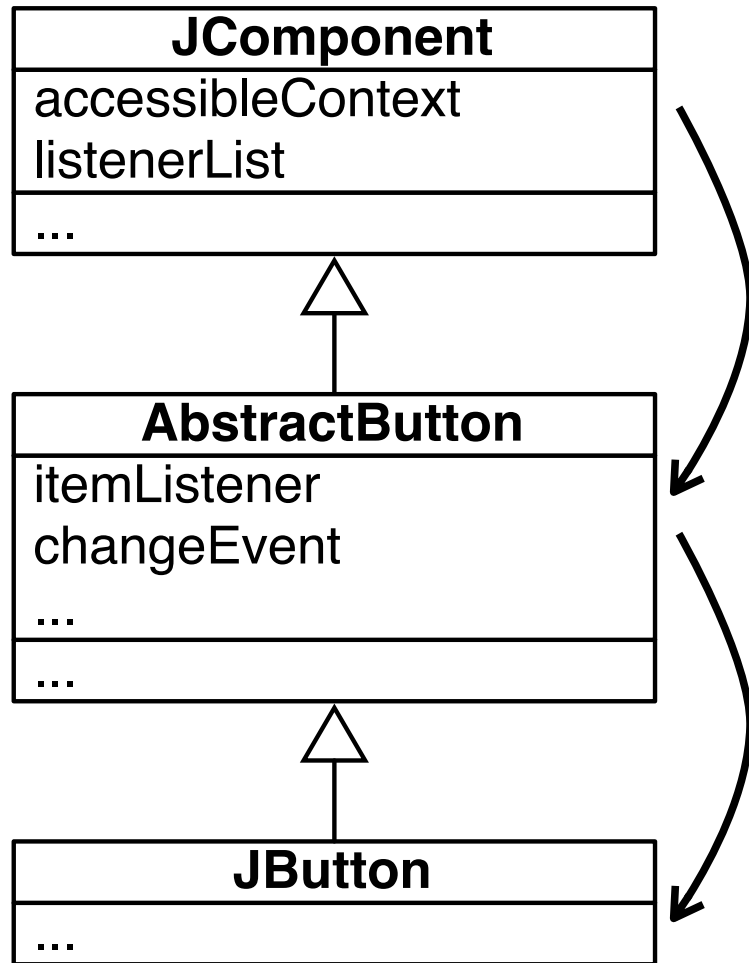 JComponent
accessibleContext
listenerList
...
AbstractButton
itemListener
changeEvent
...
...
JButton
...